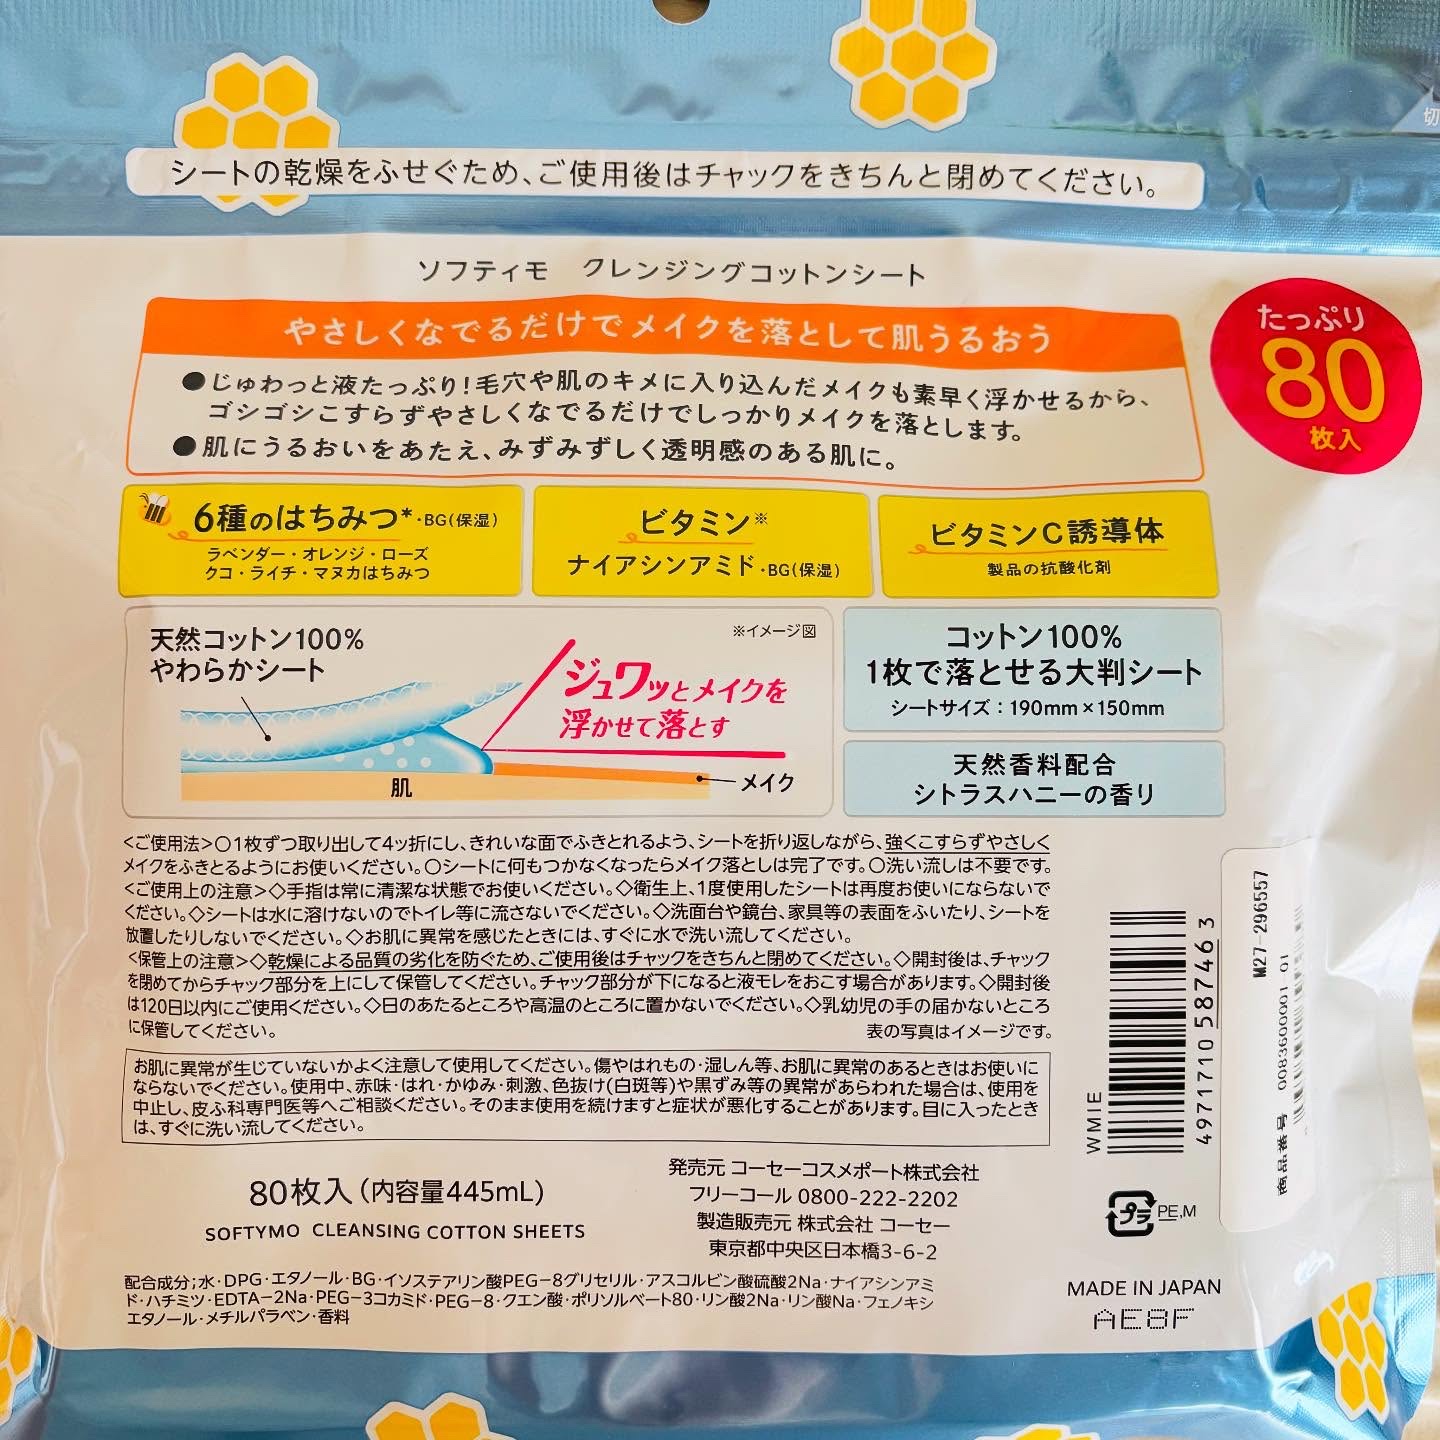 切
シートの乾燥をふせぐため、ご使用後はチャックをきちんと閉めてください。
ソフティモ クレンジングコットンシート
やさしくなでるだけでメイクを落として肌うるおう
●じゅわっと液たっぷり!毛穴や肌のキメに入り込んだメイクも素早く浮かせるから、
ゴシゴシこすらずやさしくなでるだけでしっかりメイクを落とします。
●肌にうるおいをあたえ、みずみずしく透明感のある肌に。
たっぷり
80
枚入
6種のはちみつ*・BG(保湿)
ラベンダー・オレンジ・ローズ
クコ・ライチ・マヌカはちみつ
ビタミン※
ナイアシンアミド・BG(保湿)
ビタミンC誘導体
製品の抗酸化剤
天然コットン100%
やわらかシート
※イメージ図
ジュワッとメイクを
浮かせて落とす
肌
メイク
コットン100%
1枚で落とせる大判シート
シートサイズ:190mm×150mm
天然香料配合
シトラスハニーの香り
<ご使用法>○1枚ずつ取り出して4ッ折にし、きれいな面でふきとれるよう、シートを折り返しながら、強くこすらずやさしく
メイクをふきとるようにお使いください。○シートに何もつかなくなったらメイク落としは完了です。○洗い流しは不要です。
<ご使用上の注意>◇手指は常に清潔な状態でお使いください。◇衛生上、1度使用したシートは再度お使いにならないで
ください。◇シートは水に溶けないのでトイレ等に流さないでください。◇洗面台や鏡台、家具等の表面をふいたり、シートを
放置したりしないでください。◇お肌に異常を感じたときには、すぐに水で洗い流してください。
<保管上の注意>◇乾燥による品質の劣化を防ぐため、ご使用後はチャックをきちんと閉めてください。◇開封後は、チャック
を閉めてからチャック部分を上にして保管してください。チャック部分が下になると液モレをおこす場合があります。◇開封後
は120日以内にご使用ください。◇日のあたるところや高温のところに置かないでください。◇乳幼児の手の届かないところ
に保管してください。
表の写真はイメージです。
お肌に異常が生じていないかよく注意して使用してください。傷やはれもの・湿しん等、お肌に異常のあるときはお使いに
ならないでください。使用中、赤味・はれ・かゆみ・刺激、色抜け(白斑等)や黒ずみ等の異常があらわれた場合は、使用を
中止し、皮ふ科専門医等へご相談ください。そのまま使用を続けますと症状が悪化することがあります。目に入ったとき
は、すぐに洗い流してください。
80枚入(内容量445mL)
SOFTYMO CLEANSING COTTON SHEETS
発売元 コーセーコスメポート株式会社
フリーコール 0800-222-2202
製造販売元 株式会社 コーセー
東京都中央区日本橋3-6-2
配合成分;水・DPG・エタノール・BG・イソステアリン酸PEG-8グリセリル・アスコルビン酸硫酸2Na・ナイアシンアミ
ド・ハチミツ・EDTA-2Na・PEG-3コカミド・PEG-8・クエン酸・ポリソルベート80・リン酸2Na・リン酸Na・フェノキシ
エタノール・メチルパラベン・香料
WMIE
4971710587463
商品番号 0083600001 01
M27-296557
プラ
PE,M
MADE IN JAPAN
AE8F